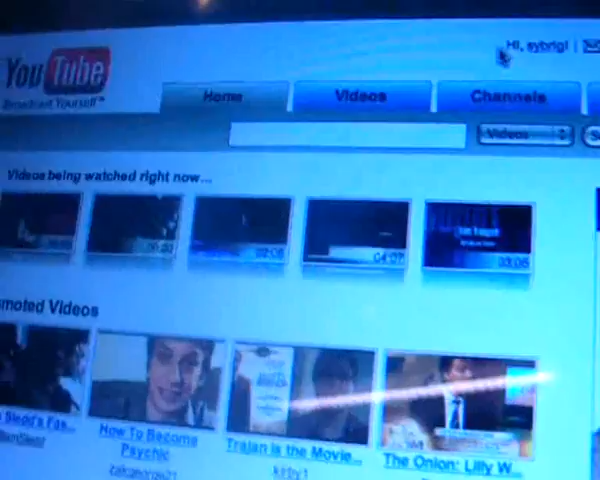 YouTube
Broadcast Yourself™
Hi, sybrig! |
Home
Videos
Channels
Videos
Videos being watched right now...
04:07
03:05
moted Videos
How To Become
Psychic
Trajan is the Movie...
kirby1
The Onion: Lilly W...